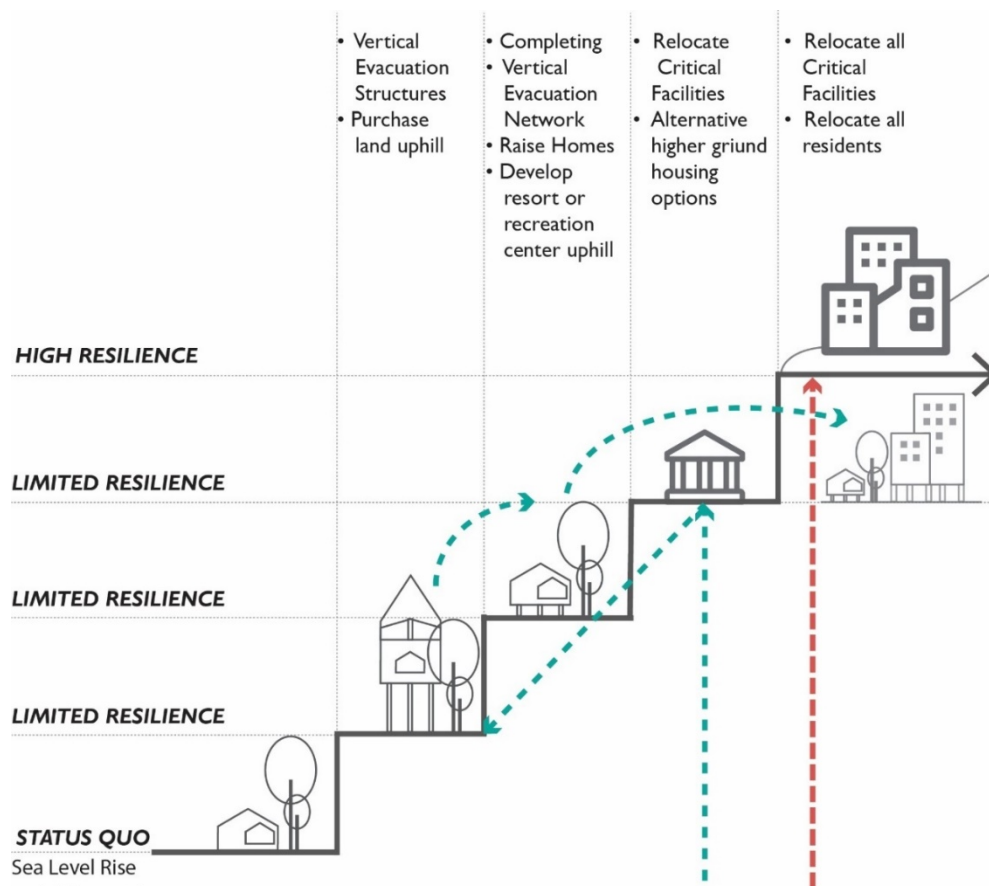 • Vertical
Evacuation
Structures
• Purchase
land uphill
• Completing
• Vertical
Evacuation
Network
• Raise Homes
• Develop
resort or
recreation
center uphill
• Relocate
Critical
Facilities
• Alternative
higher grind
housing
options
• Relocate all
Critical
Facilities
• Relocate all
residents
HIGH RESILIENCE
LIMITED RESILIENCE
LIMITED RESILIENCE
LIMITED RESILIENCE
STATUS QUO
Sea Level Rise